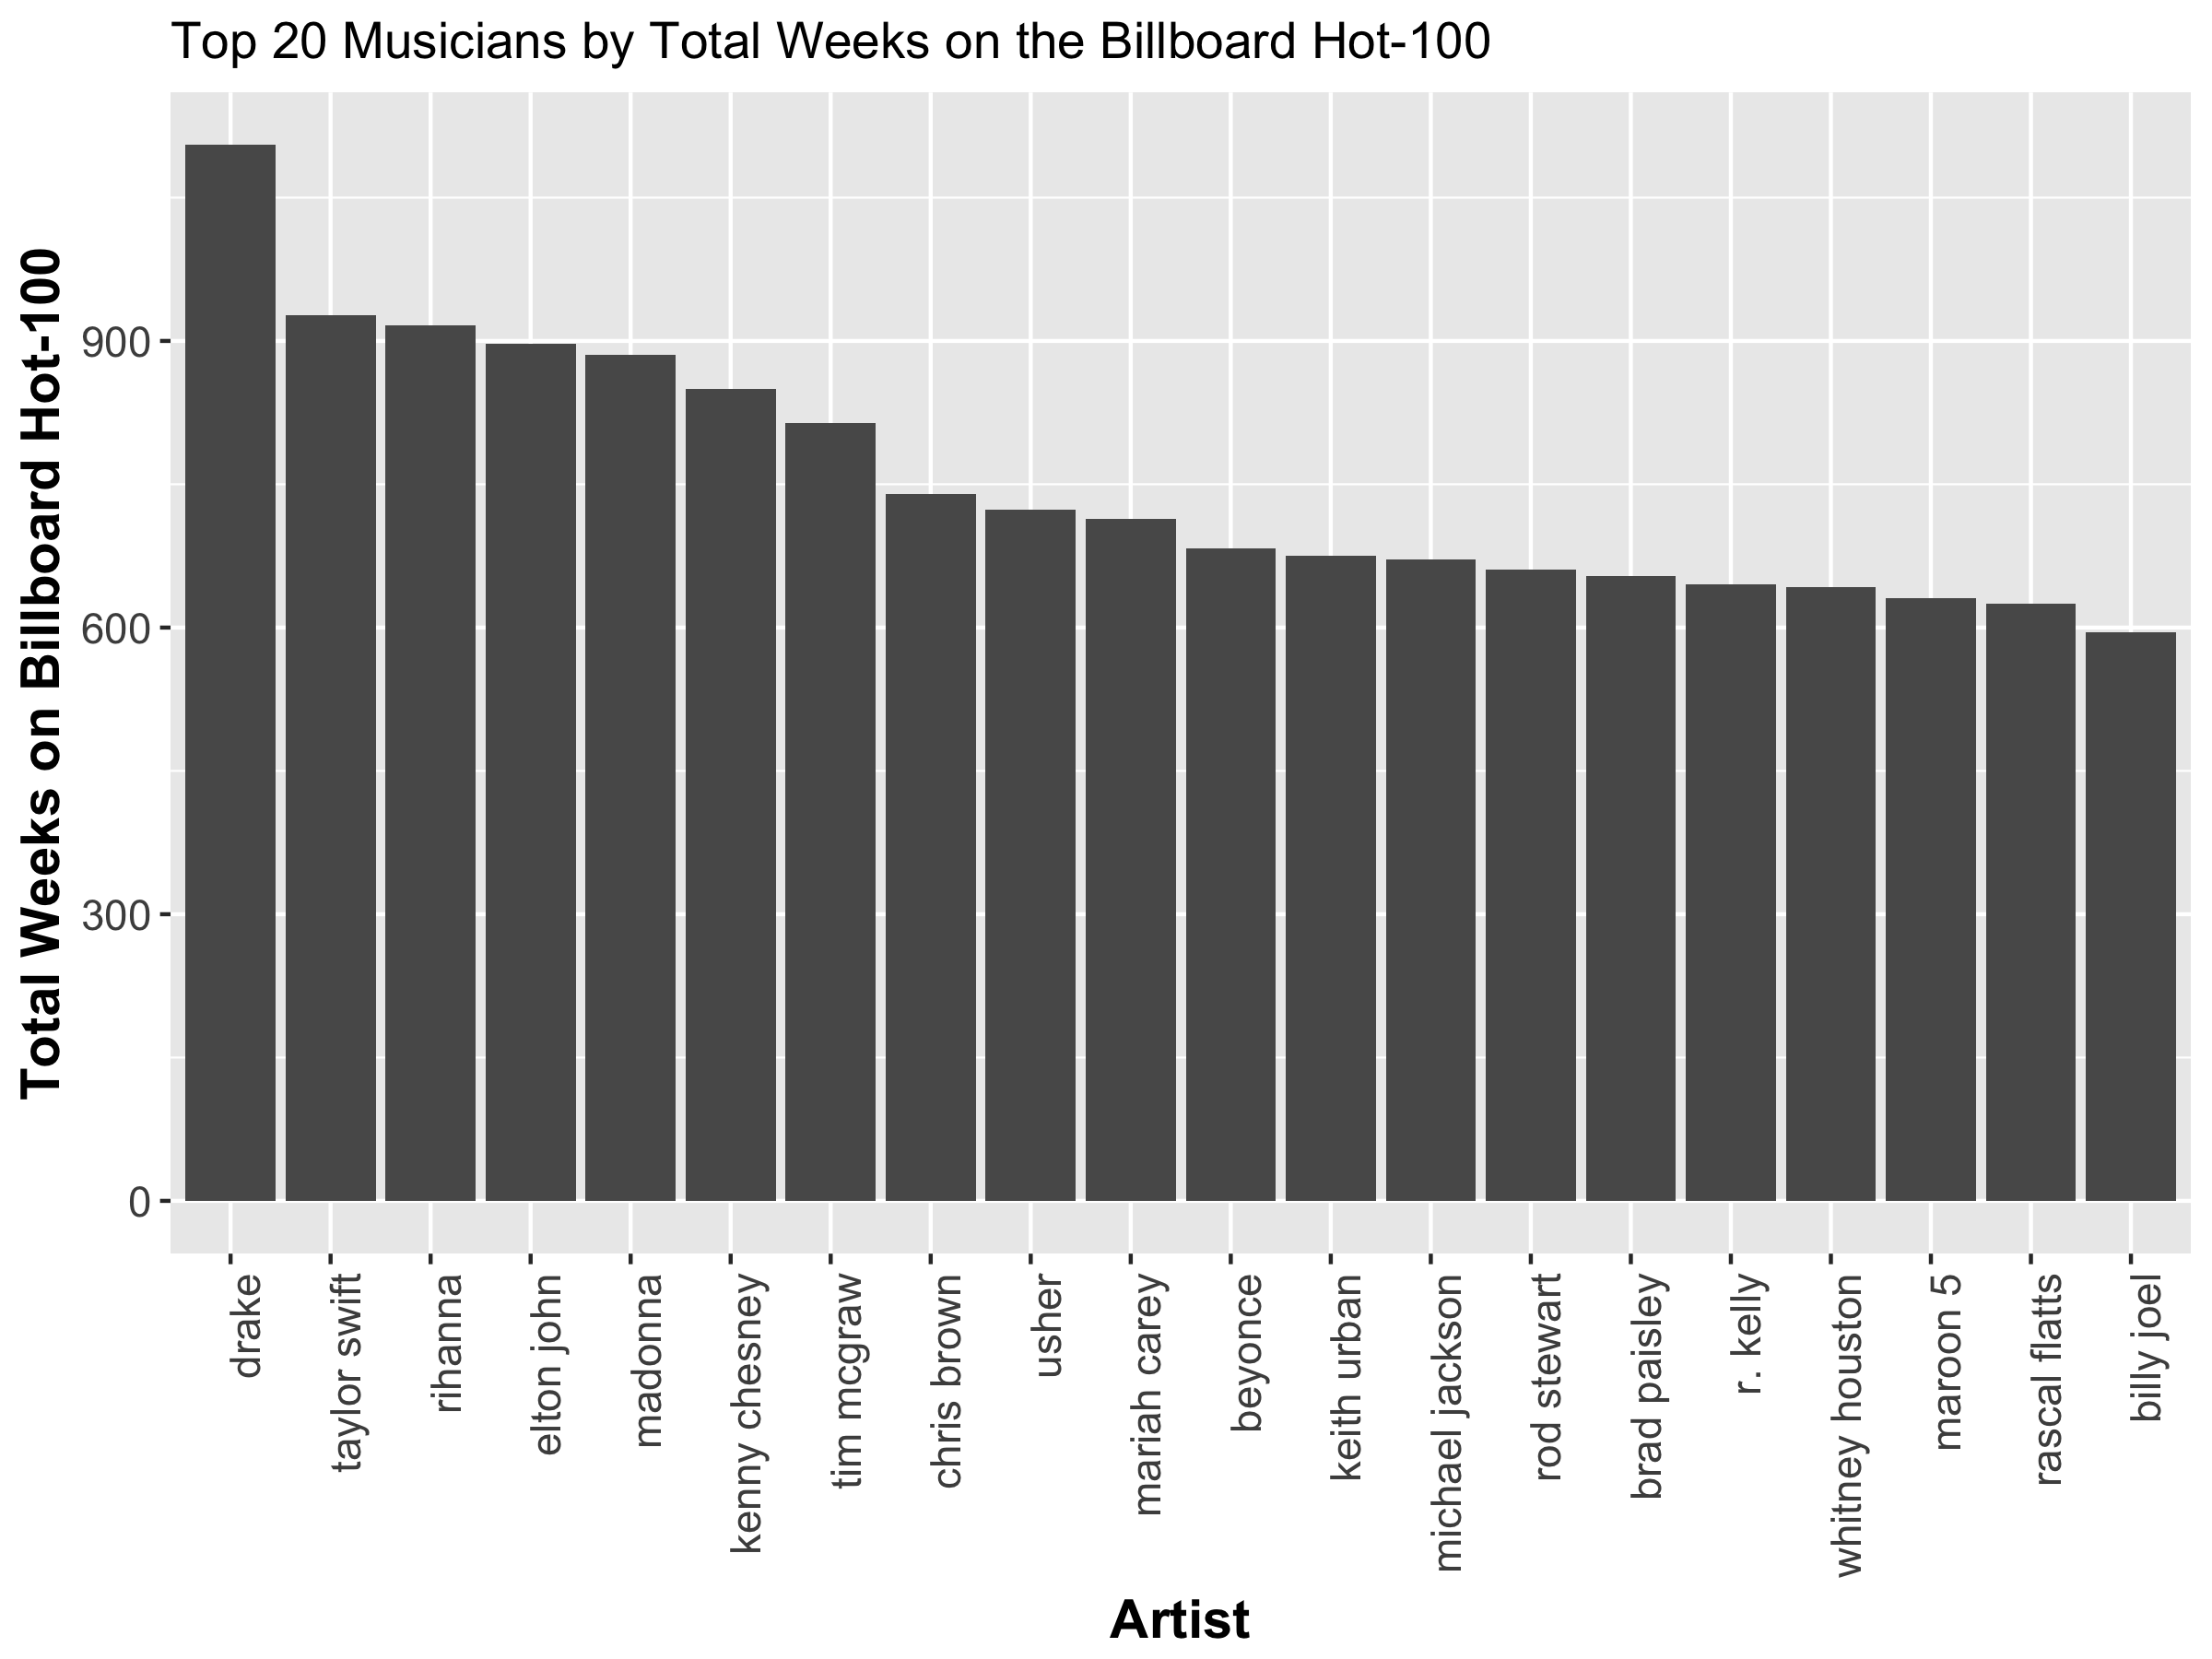 Top 20 Musicians by Total Weeks on the Billboard Hot-100
Total Weeks on Billboard Hot-100
900
600
300
0
drake
taylor swift
rihanna
elton john
madonna
kenny chesney
tim mcgraw
chris brown
usher
mariah carey
beyonce
keith urban
michael jackson
rod stewart
brad paisley
r. kelly
whitney houston
maroon 5
rascal flatts
billy joel
Artist